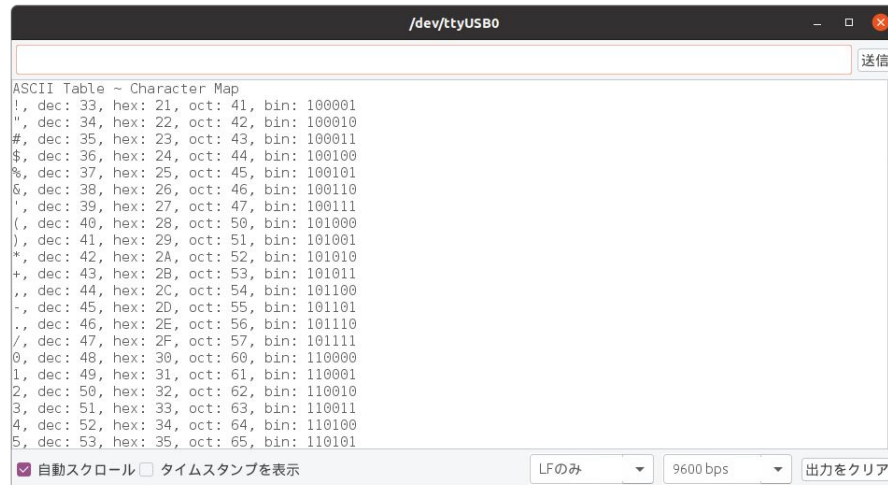 /dev/ttyUSB0
送信
ASCII Table ~ Character Map
!, dec: 33, hex: 21, oct: 41, bin: 100001
", dec: 34, hex: 22, oct: 42, bin: 100010
#, dec: 35, hex: 23, oct: 43, bin: 100011
$, dec: 36, hex: 24, oct: 44, bin: 100100
%, dec: 37, hex: 25, oct: 45, bin: 100101
&, dec: 38, hex: 26, oct: 46, bin: 100110
', dec: 39, hex: 27, oct: 47, bin: 100111
(, dec: 40, hex: 28, oct: 50, bin: 101000
), dec: 41, hex: 29, oct: 51, bin: 101001
*, dec: 42, hex: 2A, oct: 52, bin: 101010
+, dec: 43, hex: 2B, oct: 53, bin: 101011
,, dec: 44, hex: 2C, oct: 54, bin: 101100
-, dec: 45, hex: 2D, oct: 55, bin: 101101
., dec: 46, hex: 2E, oct: 56, bin: 101110
/, dec: 47, hex: 2F, oct: 57, bin: 101111
0, dec: 48, hex: 30, oct: 60, bin: 110000
1, dec: 49, hex: 31, oct: 61, bin: 110001
2, dec: 50, hex: 32, oct: 62, bin: 110010
3, dec: 51, hex: 33, oct: 63, bin: 110011
4, dec: 52, hex: 34, oct: 64, bin: 110100
5, dec: 53, hex: 35, oct: 65, bin: 110101
自動スクロール タイムスタンプを表示 LFのみ 9600 bps 出力をクリア